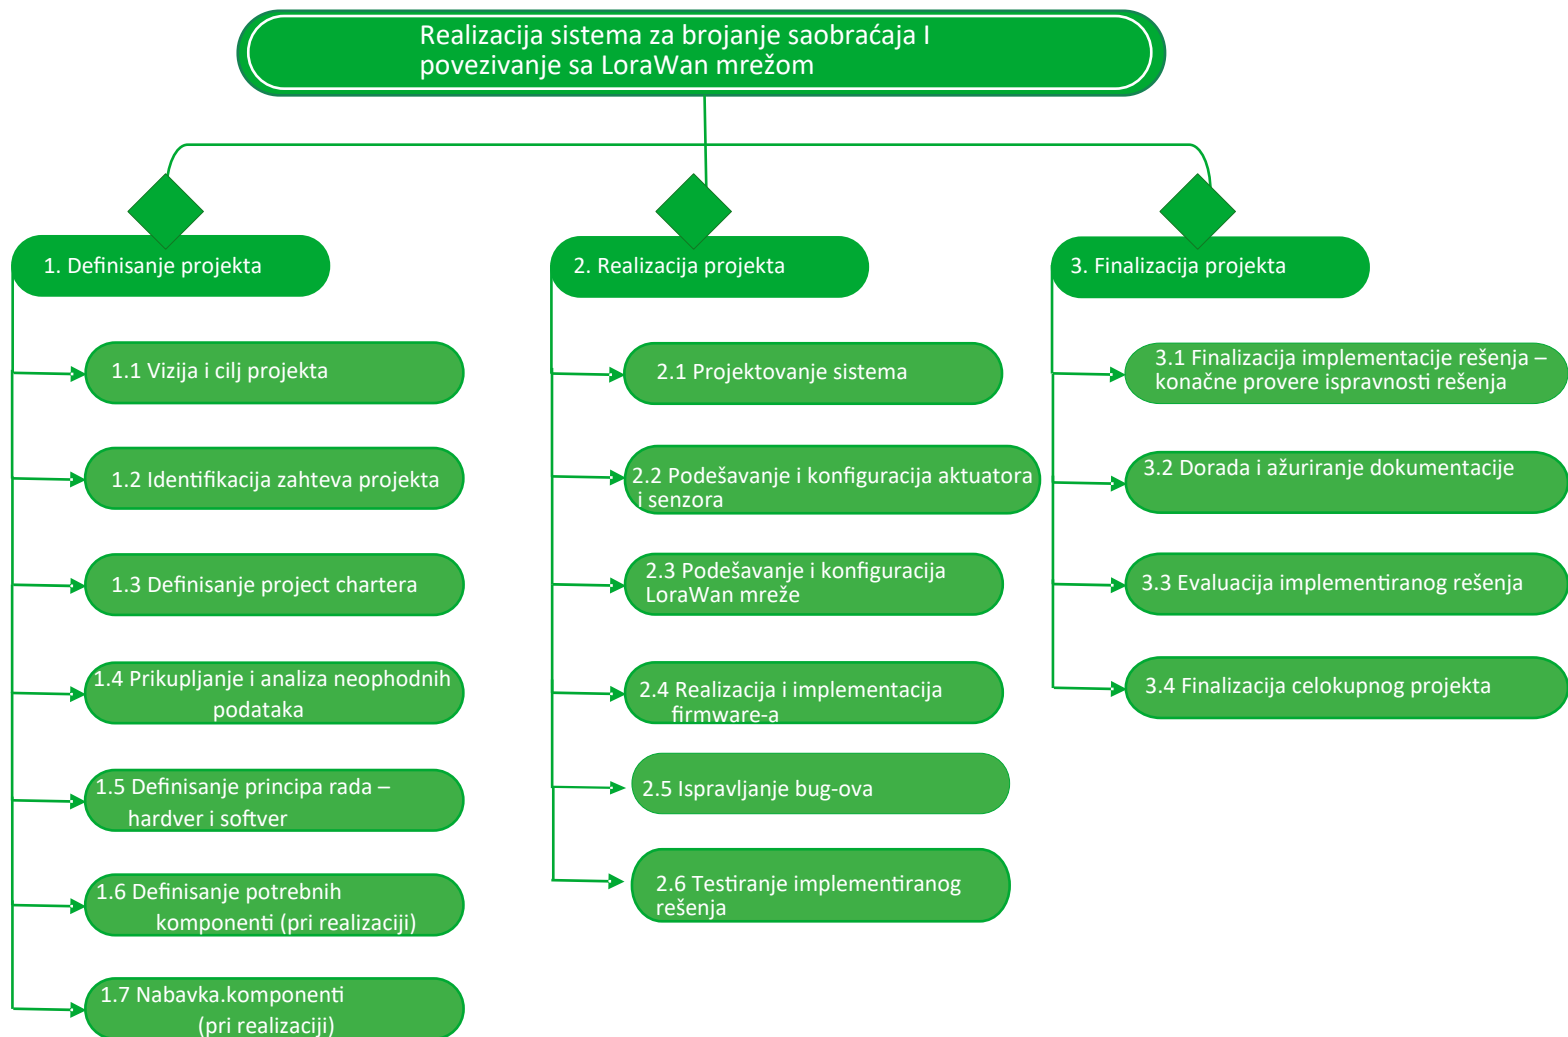 Realizacija sistema za brojanje saobraćaja I
povezivanje sa LoraWan mrežom
1. Definisanje projekta
1.1 Vizija i cilj projekta
1.2 Identifikacija zahteva projekta
1.3 Definisanje project chartera
1.4 Prikupljanje i analiza neophodnih
podataka
1.5 Definisanje principa rada –
hardver i softver
1.6 Definisanje potrebnih
komponenti (pri realizaciji)
1.7 Nabavka.komponenti
(pri realizaciji)
2. Realizacija projekta
2.1 Projektovanje sistema
2.2 Podešavanje i konfiguracija aktuatora
i senzora
2.3 Podešavanje i konfiguracija
LoraWan mreže
2.4 Realizacija i implementacija
firmware-a
2.5 Ispravljanje bug-ova
2.6 Testiranje implementiranog
rešenja
3. Finalizacija projekta
3.1 Finalizacija implementacije rešenja –
konačne provere ispravnosti rešenja
3.2 Dorada i ažuriranje dokumentacije
3.3 Evaluacija implementiranog rešenja
3.4 Finalizacija celokupnog projekta